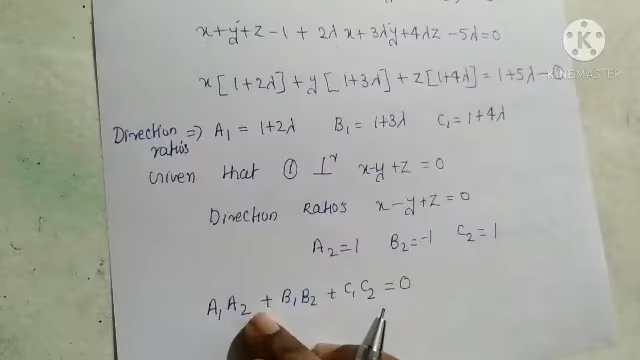 x+y+z-1 + 2λx+3λy+4λz-5λ=0
x[1+2λ]+y[1+3λ]+z[1+4λ]=1+5λ-①
KINEMASTER
Direction ratios => A₁ = 1+2λ B₁ = 1+3λ C₁ = 1+4λ
Given that ① ⊥ʳ x-y+z=0
Direction Ratios x-y+z=0
A₂=1 B₂=-1 C₂=1
A₁A₂ + B₁B₂ + C₁C₂ = 0